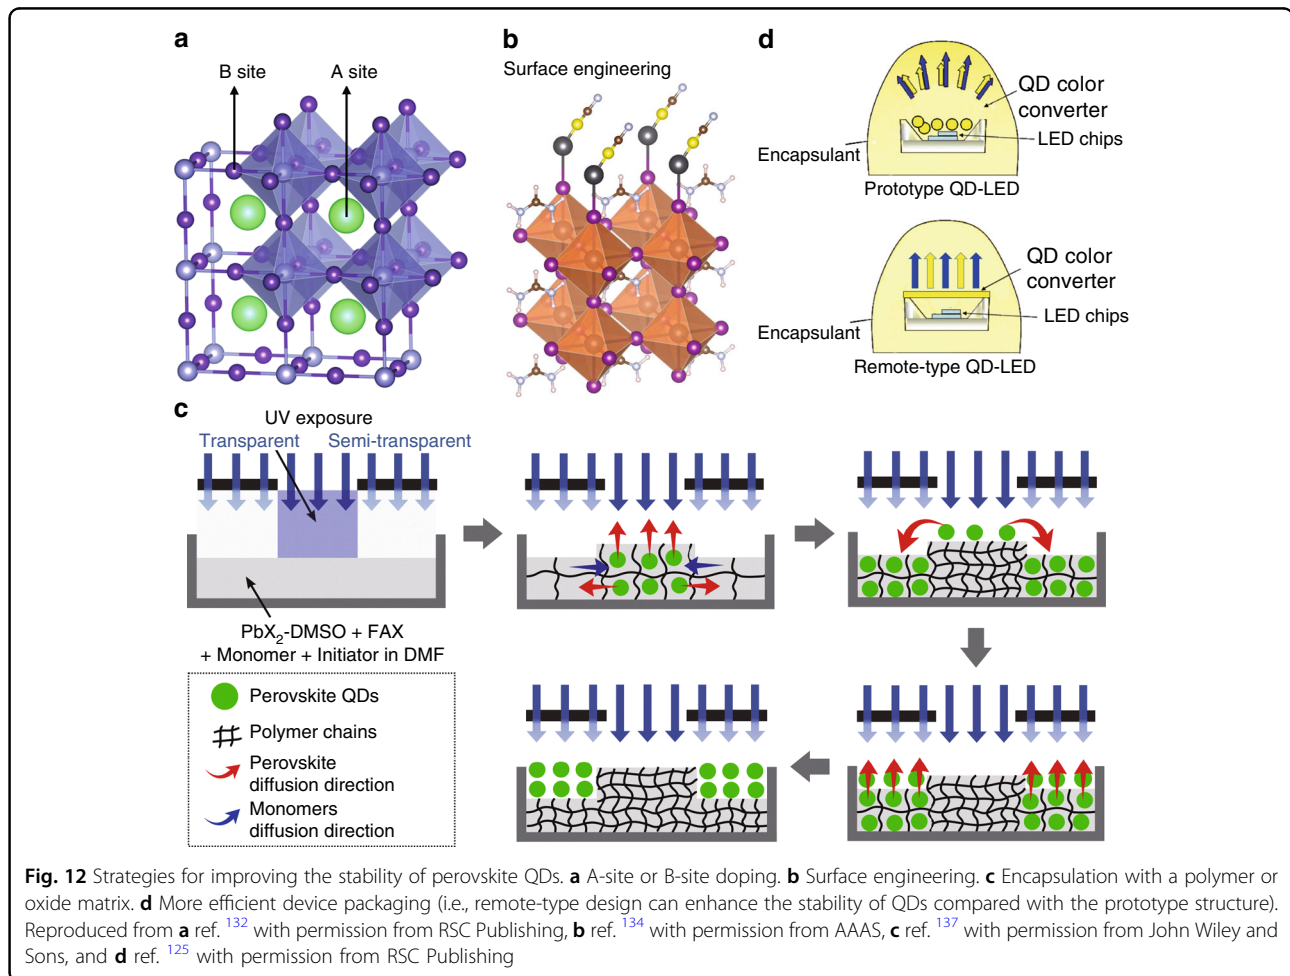 a
B site
A site
b
Surface engineering
d
QD color
converter
LED chips
Encapsulant
Prototype QD-LED
QD color
converter
LED chips
Encapsulant
Remote-type QD-LED
c
UV exposure
Transparent
Semi-transparent
PbX2-DMSO + FAX
+ Monomer + Initiator in DMF
Perovskite QDs
Polymer chains
Perovskite
diffusion direction
Monomers
diffusion direction
Fig. 12 Strategies for improving the stability of perovskite QDs. a A-site or B-site doping. b Surface engineering. c Encapsulation with a polymer or
oxide matrix. d More efficient device packaging (i.e., remote-type design can enhance the stability of QDs compared with the prototype structure).
Reproduced from a ref. 132 with permission from RSC Publishing, b ref. 134 with permission from AAAS, c ref. 137 with permission from John Wiley and
Sons, and d ref. 125 with permission from RSC Publishing